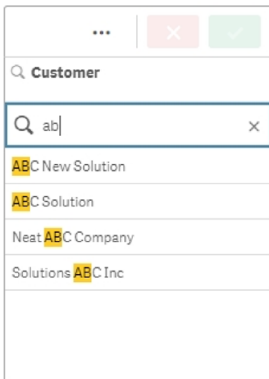 Customer
ab
ABC New Solution
ABC Solution
Neat ABC Company
Solutions ABC Inc